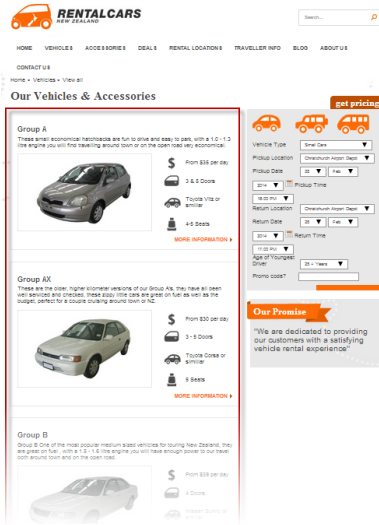 RENTALCARS
NEW ZEALAND
Search...
HOME VEHICLES ACCESSORIES DEALS RENTAL LOCATIONS TRAVELLER INFO BLOG ABOUT US
CONTACT US
Home » Vehicles » View all
Our Vehicles & Accessories
Group A
These small economical hatchbacks are fun to drive and easy to park, with a 1.0 - 1.3
litre engine you will find travelling around town or on the open road very economical.
From $35 per day
3 & 5 Doors
Toyota Vitz or
similar
4-5 Seats
MORE INFORMATION
Group AX
These are the older, higher kilometer versions of our Group A's, they have all been
well serviced and checked, these zippy little cars are great on fuel as well as the
budget, perfect for a couple cruising around town or NZ.
From $30 per day
3 - 5 Doors
Toyota Corsa or
similar
5 Seats
MORE INFORMATION
Group B
Group B One of the most popular medium sized vehicles for touring New Zealand, they
are great on fuel, with a 1.5 - 1.6 litre engine you will have enough power to our travel
both around town and on the open road.
From $39 per day
4 Doors
get pricing
Vehicle Type Small Cars
Pickup Location Christchurch Airport Depot
Pickup Date 25 Feb
2014 Pickup Time
Return Location Christchurch Airport Depot
Return Date 25 Feb
2014 Return Time
Age of Youngest
Driver 25 + Years
Promo code?
Our Promise
"We are dedicated to providing
our customers with a satisfying
vehicle rental experience"